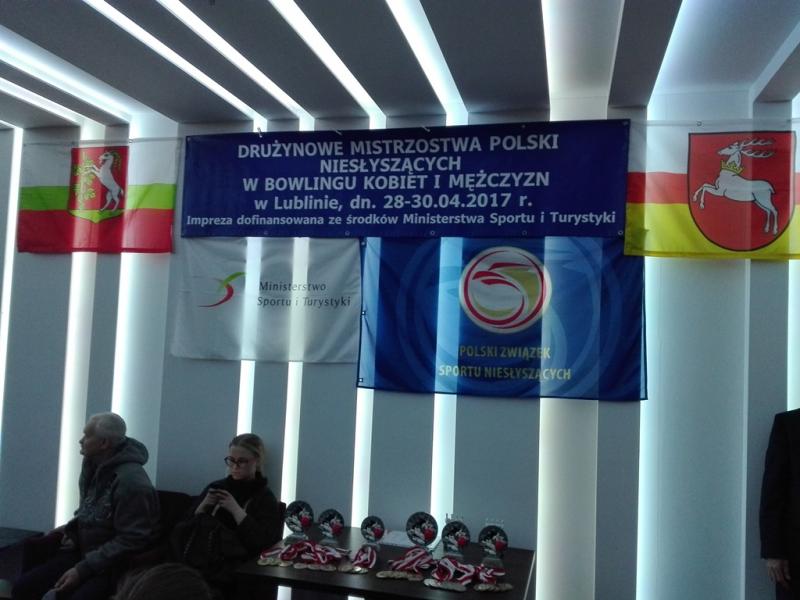 DRUŻYNOWE MISTRZOSTWA POLSKI
NIESŁYSZĄCYCH
W BOWLINGU KOBIET I MĘŻCZYZN
w Lublinie, dn. 28-30.04.2017 r.
Impreza dofinansowana ze środków Ministerstwa Sportu i Turystyki
Ministerstwo
Sportu i Turystyki
POLSKI ZWIĄZEK
SPORTU NIESŁYSZĄCYCH